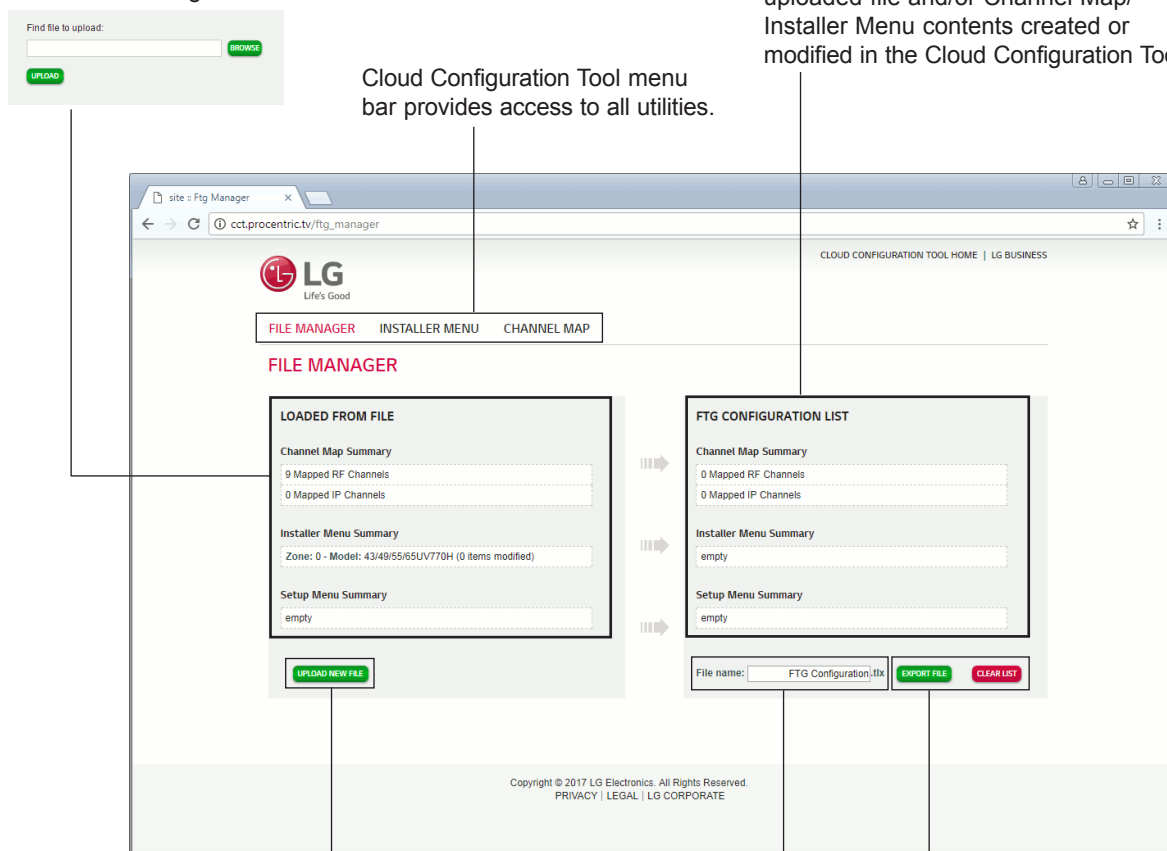 Find file to upload:
BROWSE
UPLOAD
uploaded file and/or Channel Map/
Installer Menu contents created or
modified in the Cloud Configuration
Cloud Configuration Tool menu
bar provides access to all utilities.
site :: Ftg Manager
cct.procentric.tv/ftg_manager
CLOUD CONFIGURATION TOOL HOME | LG BUSINESS
LG
Life's Good
FILE MANAGER INSTALLER MENU CHANNEL MAP
FILE MANAGER
LOADED FROM FILE
Channel Map Summary
9 Mapped RF Channels
0 Mapped IP Channels
Installer Menu Summary
Zone: 0 - Model: 43/49/55/65UV770H (0 items modified)
Setup Menu Summary
empty
UPLOAD NEW FILE
FTG CONFIGURATION LIST
Channel Map Summary
0 Mapped RF Channels
0 Mapped IP Channels
Installer Menu Summary
empty
Setup Menu Summary
empty
File name: FTG Configuration .tlx EXPORT FILE CLEAR LIST
Copyright © 2017 LG Electronics. All Rights Reserved.
PRIVACY | LEGAL | LG CORPORATE